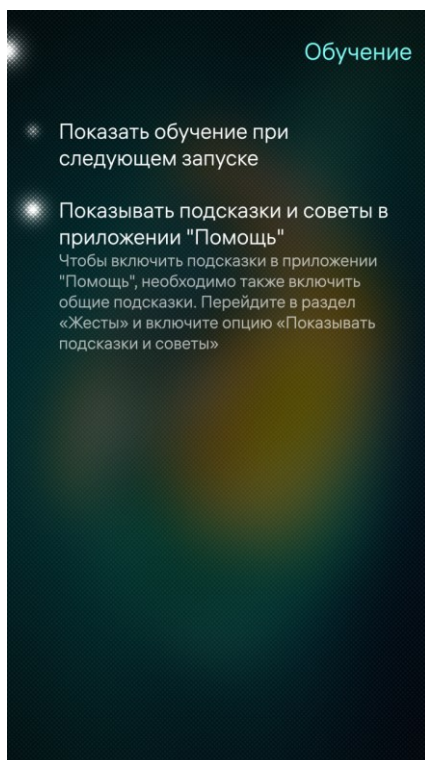 Обучение
Показать обучение при
следующем запуске
Показывать подсказки и советы в
приложении "Помощь"
Чтобы включить подсказки в приложении
"Помощь", необходимо также включить
общие подсказки. Перейдите в раздел
«Жесты» и включите опцию «Показывать
подсказки и советы»